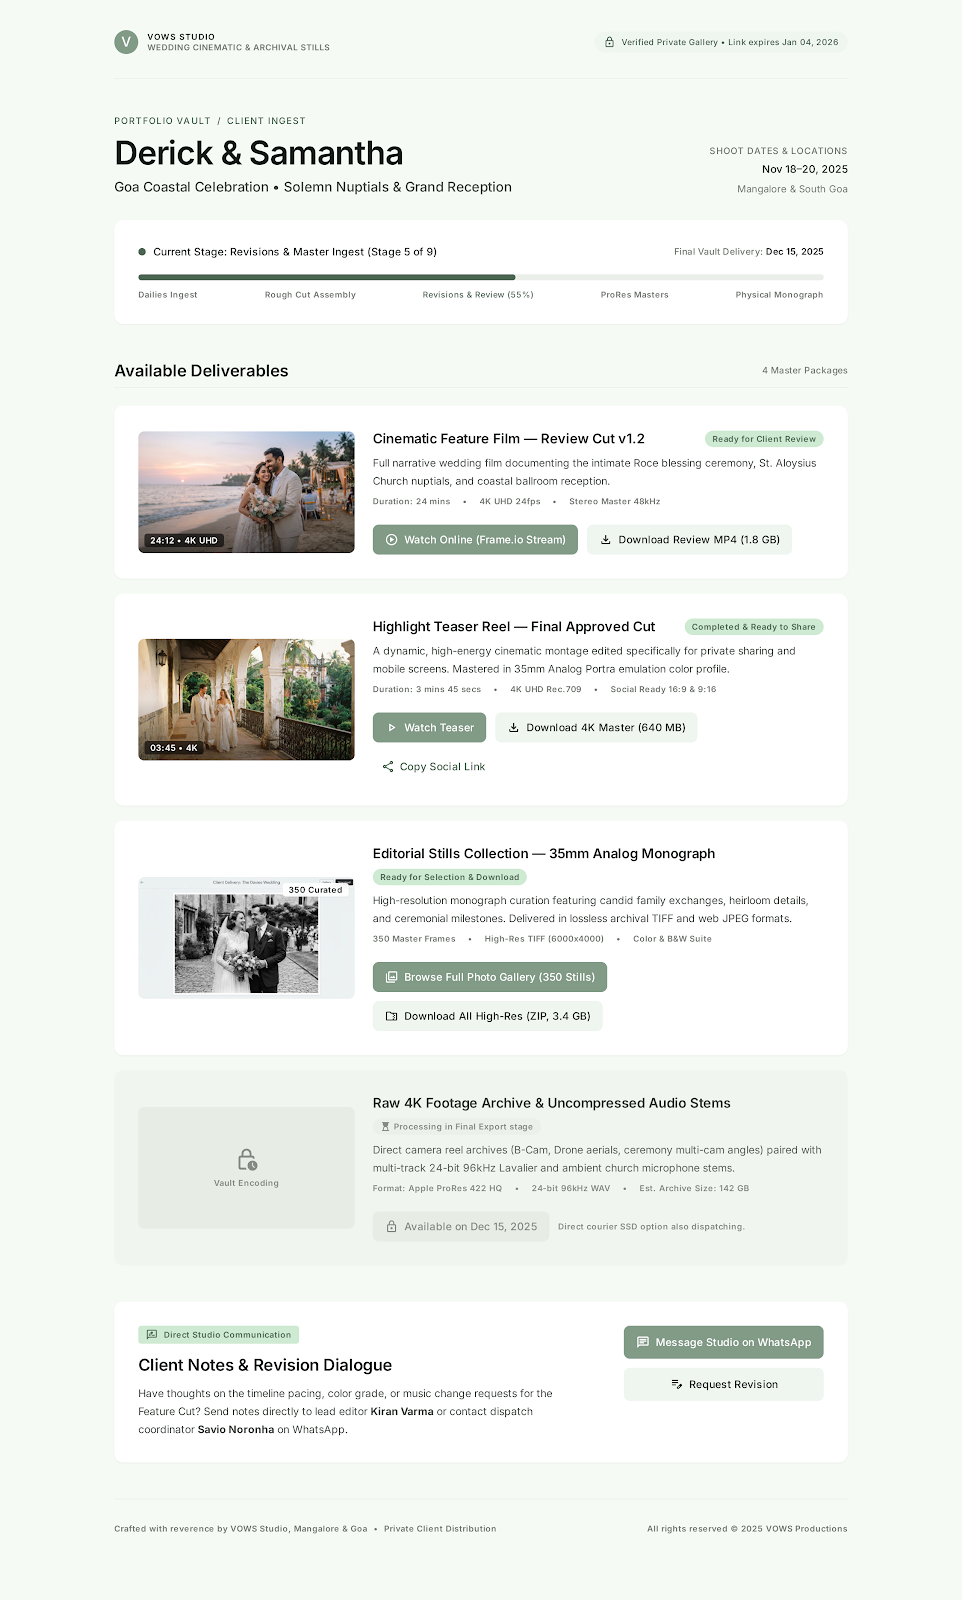 V
VOWS STUDIO
WEDDING CINEMATIC & ARCHIVAL STILLS
Verified Private Gallery • Link expires Jan 04, 2026
PORTFOLIO VAULT / CLIENT INGEST
Derick & Samantha
Goa Coastal Celebration • Solemn Nuptials & Grand Reception
SHOOT DATES & LOCATIONS
Nov 18–20, 2025
Mangalore & South Goa
Current Stage: Revisions & Master Ingest (Stage 5 of 9)
Final Vault Delivery: Dec 15, 2025
Dailies Ingest
Rough Cut Assembly
Revisions & Review (55%)
ProRes Masters
Physical Monograph
Available Deliverables
4 Master Packages
24:12 • 4K UHD
Cinematic Feature Film — Review Cut v1.2
Ready for Client Review
Full narrative wedding film documenting the intimate Roce blessing ceremony, St. Aloysius
Church nuptials, and coastal ballroom reception.
Duration: 24 mins • 4K UHD 24fps • Stereo Master 48kHz
Watch Online (Frame.io Stream)
Download Review MP4 (1.8 GB)
03:45 • 4K
Highlight Teaser Reel — Final Approved Cut
Completed & Ready to Share
A dynamic, high-energy cinematic montage edited specifically for private sharing and
mobile screens. Mastered in 35mm Analog Portra emulation color profile.
Duration: 3 mins 45 secs • 4K UHD Rec.709 • Social Ready 16:9 & 9:16
Watch Teaser
Download 4K Master (640 MB)
Copy Social Link
Client Delivery: The Dover Wedding
350 Curated
Editorial Stills Collection — 35mm Analog Monograph
Ready for Selection & Download
High-resolution monograph curation featuring candid family exchanges, heirloom details,
and ceremonial milestones. Delivered in lossless archival TIFF and web JPEG formats.
350 Master Frames • High-Res TIFF (6000x4000) • Color & B&W Suite
Browse Full Photo Gallery (350 Stills)
Download All High-Res (ZIP, 3.4 GB)
Vault Encoding
Raw 4K Footage Archive & Uncompressed Audio Stems
Processing in Final Export stage
Direct camera reel archives (B-Cam, Drone aerials, ceremony multi-cam angles) paired with
multi-track 24-bit 96kHz Lavalier and ambient church microphone stems.
Format: Apple ProRes 422 HQ • 24-bit 96kHz WAV • Est. Archive Size: 142 GB
Available on Dec 15, 2025
Direct courier SSD option also dispatching.
Direct Studio Communication
Client Notes & Revision Dialogue
Have thoughts on the timeline pacing, color grade, or music change requests for the
Feature Cut? Send notes directly to lead editor Kiran Varma or contact dispatch
coordinator Savio Noronha on WhatsApp.
Message Studio on WhatsApp
Request Revision
Crafted with reverence by VOWS Studio, Mangalore & Goa • Private Client Distribution
All rights reserved © 2025 VOWS Productions